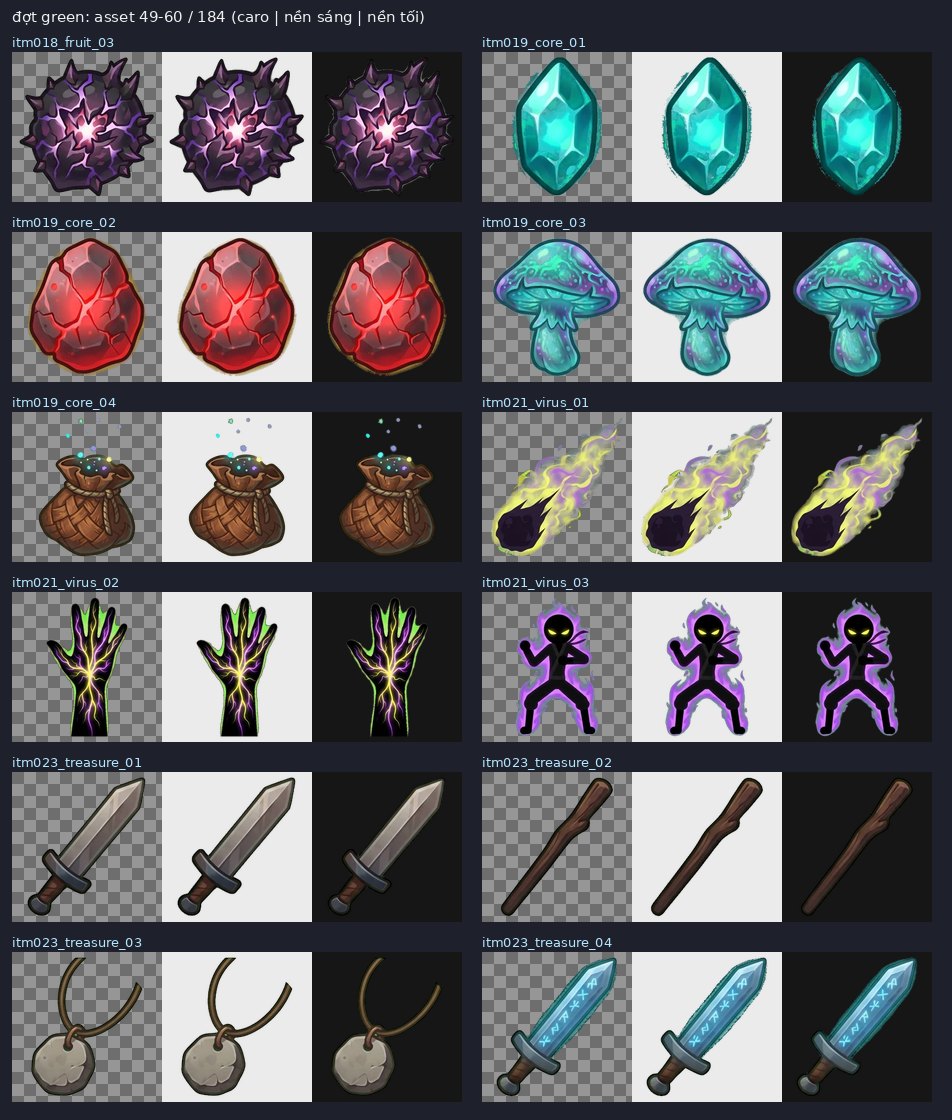 đợt green: asset 49-60 / 184 (caro | nền sáng | nền tối)
itm018_fruit_03
itm019_core_01
itm019_core_02
itm019_core_03
itm019_core_04
itm021_virus_01
itm021_virus_02
itm021_virus_03
itm023_treasure_01
itm023_treasure_02
itm023_treasure_03
itm023_treasure_04